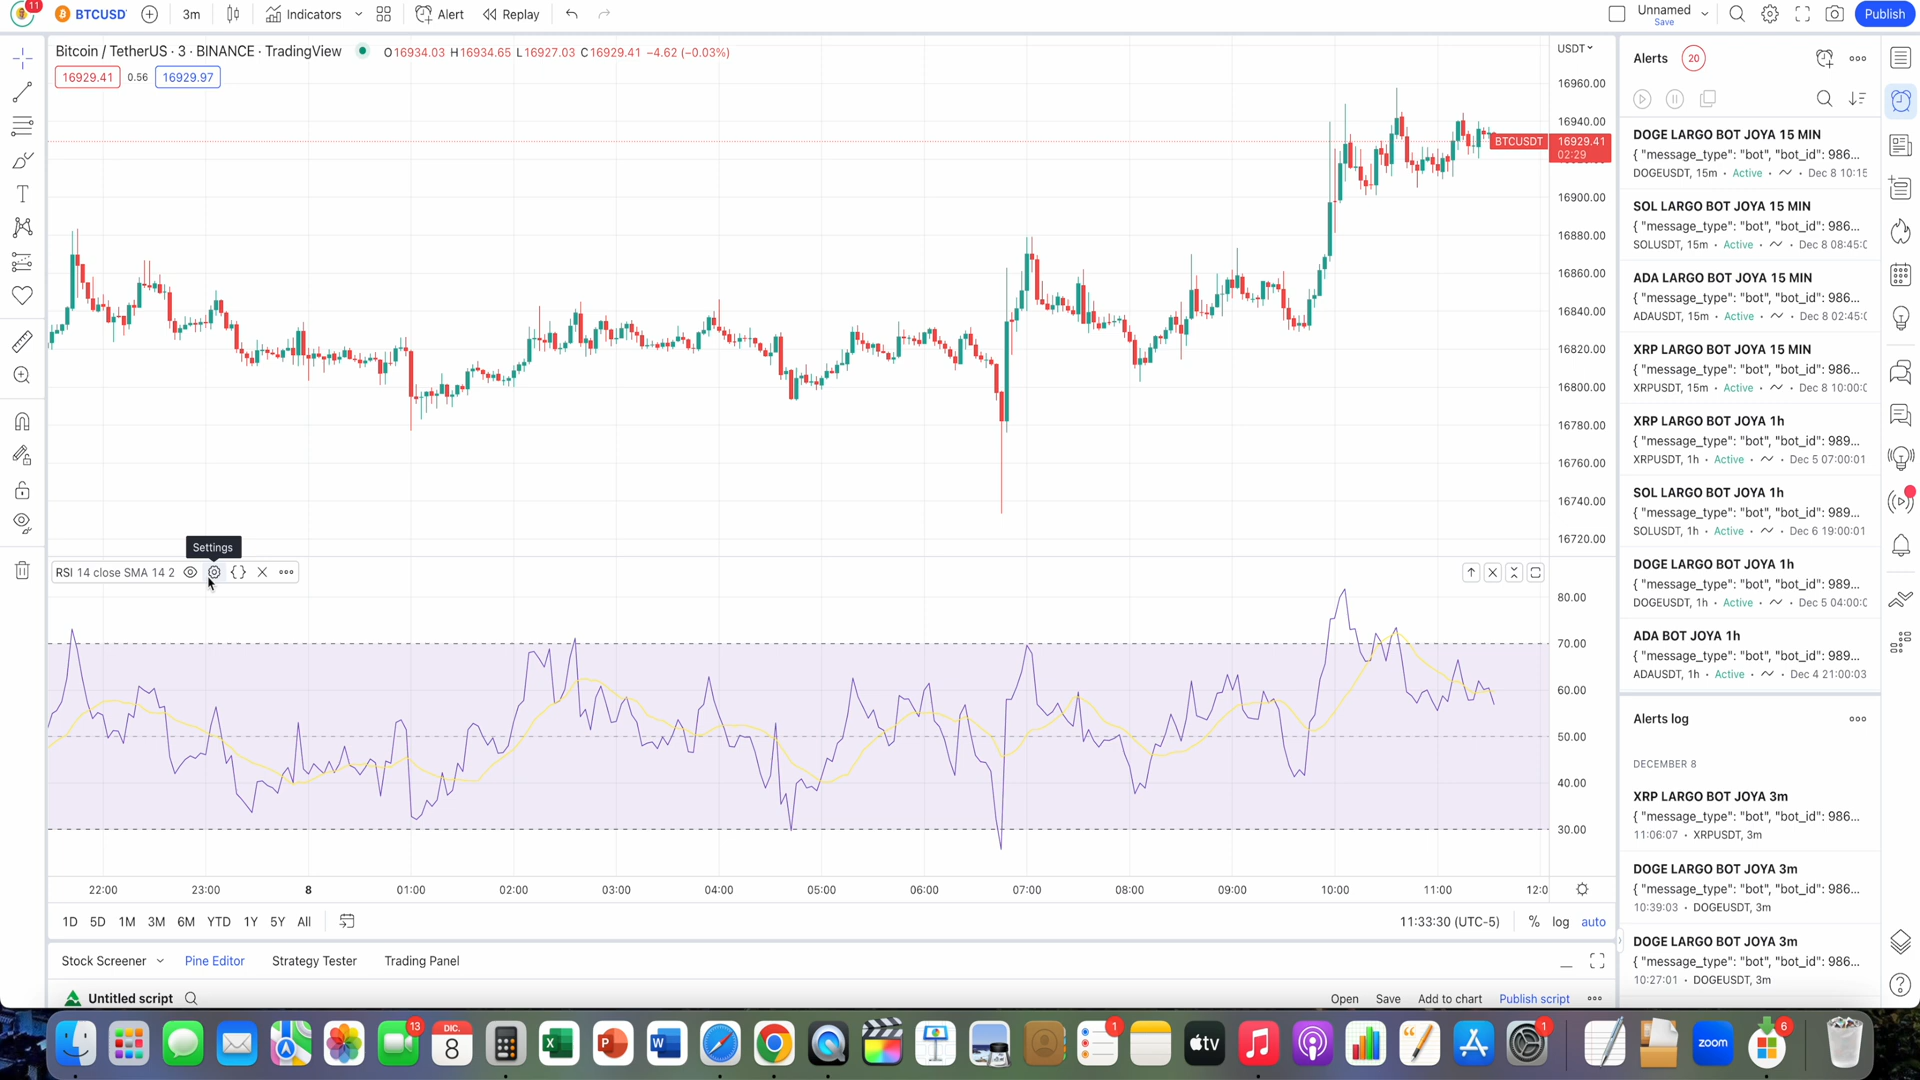 11
BTCUSD
3m
Indicators
Alert
Replay
Unnamed
Save
Publish
Bitcoin / TetherUS · 3 · BINANCE · TradingView
O16934.03 H16934.65 L16927.03 C16929.41 −4.62 (−0.03%)
16929.41
0.56
16929.97
USDT
16960.00
16940.00
BTCUSDT
16929.41
02:29
16900.00
16880.00
16860.00
16840.00
16820.00
16800.00
16780.00
16760.00
16740.00
16720.00
Settings
RSI 14 close SMA 14 2
80.00
70.00
60.00
50.00
40.00
30.00
22:00
23:00
8
01:00
02:00
03:00
04:00
05:00
06:00
07:00
08:00
09:00
10:00
11:00
12:0
1D
5D
1M
3M
6M
YTD
1Y
5Y
All
11:33:30 (UTC-5)
%
log
auto
Stock Screener
Pine Editor
Strategy Tester
Trading Panel
Untitled script
Open
Save
Add to chart
Publish script
Alerts
20
DOGE LARGO BOT JOYA 15 MIN
{ "message_type": "bot", "bot_id": 986...
DOGEUSDT, 15m • Active • Dec 8 10:15
SOL LARGO BOT JOYA 15 MIN
{ "message_type": "bot", "bot_id": 986...
SOLUSDT, 15m • Active • Dec 8 08:45:0
ADA LARGO BOT JOYA 15 MIN
{ "message_type": "bot", "bot_id": 986...
ADAUSDT, 15m • Active • Dec 8 02:45:0
XRP LARGO BOT JOYA 15 MIN
{ "message_type": "bot", "bot_id": 986...
XRPUSDT, 15m • Active • Dec 8 10:00:0
XRP LARGO BOT JOYA 1h
{ "message_type": "bot", "bot_id": 989...
XRPUSDT, 1h • Active • Dec 5 07:00:01
SOL LARGO BOT JOYA 1h
{ "message_type": "bot", "bot_id": 989...
SOLUSDT, 1h • Active • Dec 6 19:00:01
DOGE LARGO BOT JOYA 1h
{ "message_type": "bot", "bot_id": 989...
DOGEUSDT, 1h • Active • Dec 5 04:00:0
ADA BOT JOYA 1h
{ "message_type": "bot", "bot_id": 989...
ADAUSDT, 1h • Active • Dec 4 21:00:03
Alerts log
DECEMBER 8
XRP LARGO BOT JOYA 3m
{ "message_type": "bot", "bot_id": 986...
11:06:07 • XRPUSDT, 3m
DOGE LARGO BOT JOYA 3m
{ "message_type": "bot", "bot_id": 986...
10:39:03 • DOGEUSDT, 3m
DOGE LARGO BOT JOYA 3m
{ "message_type": "bot", "bot_id": 986...
10:27:01 • DOGEUSDT, 3m
13
DIC.
8
X
P
W
1
tv
1
zoom
6